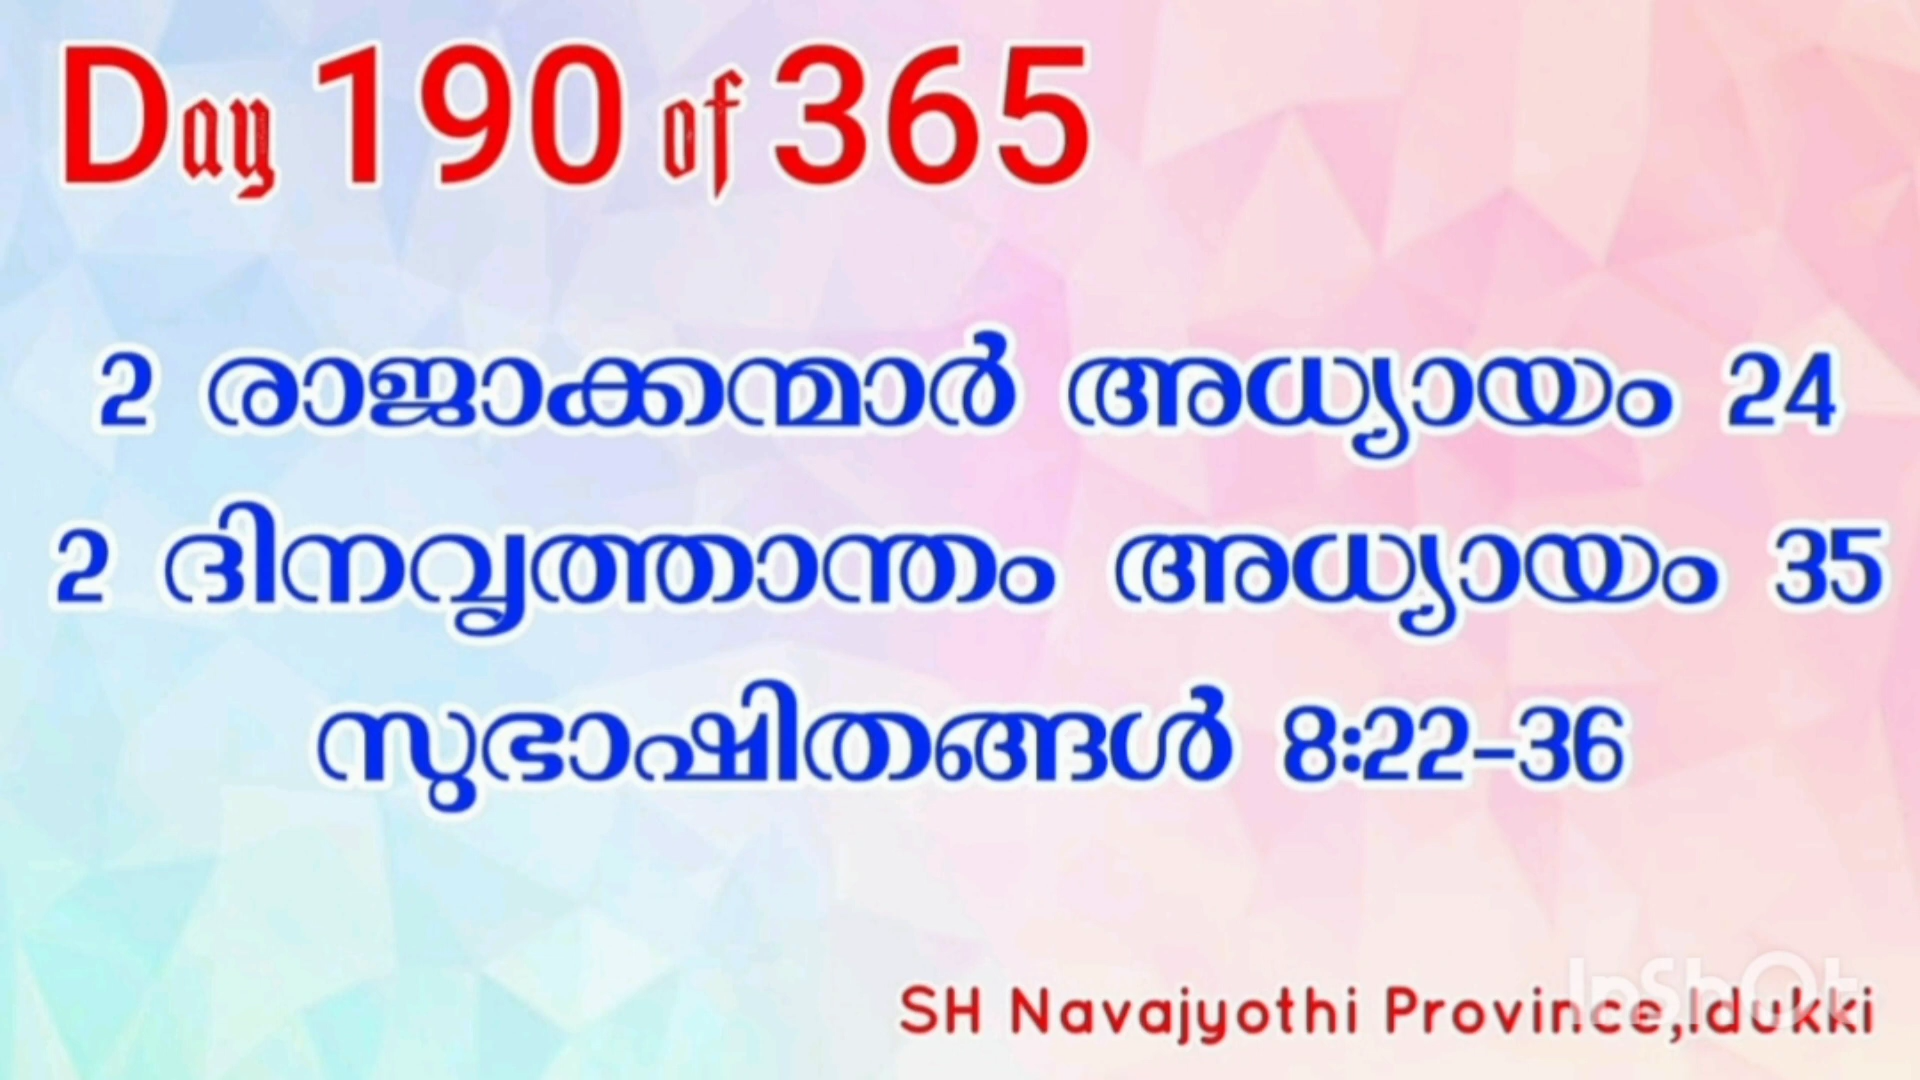 Day 190 of 365
2 രാജാക്കന്മാർ അധ്യായം 24
2 ദിനവൃത്താന്തം അധ്യായം 35
സുഭാഷിതങ്ങൾ 8:22-36
SH Navajyothi Province,Idukki
InShOt